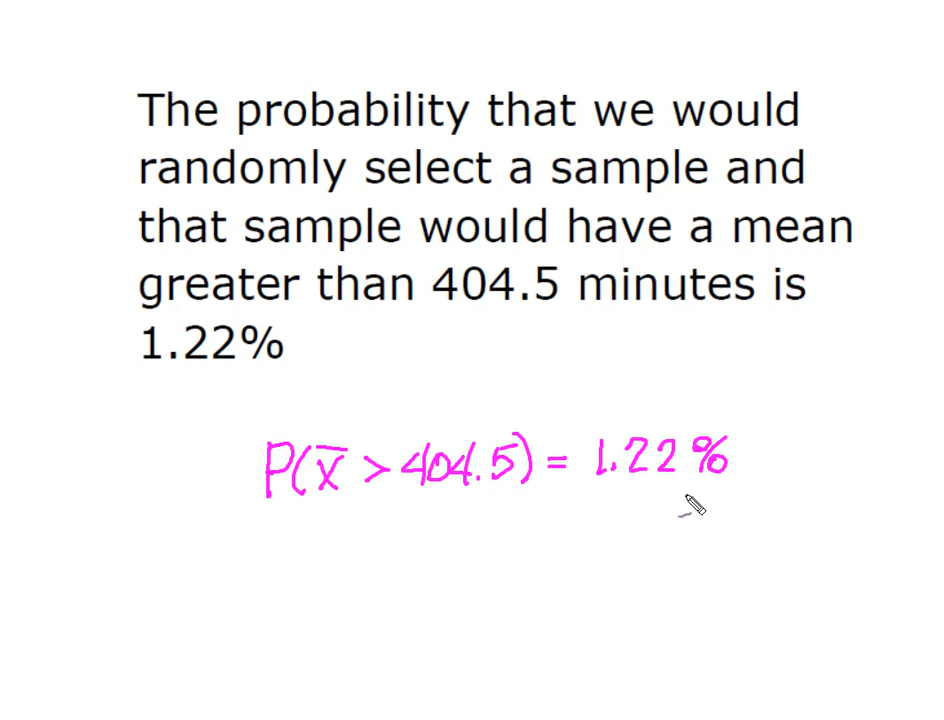 The probability that we would
randomly select a sample and
that sample would have a mean
greater than 404.5 minutes is
1.22%
P(x̅ > 404.5) = 1.22%